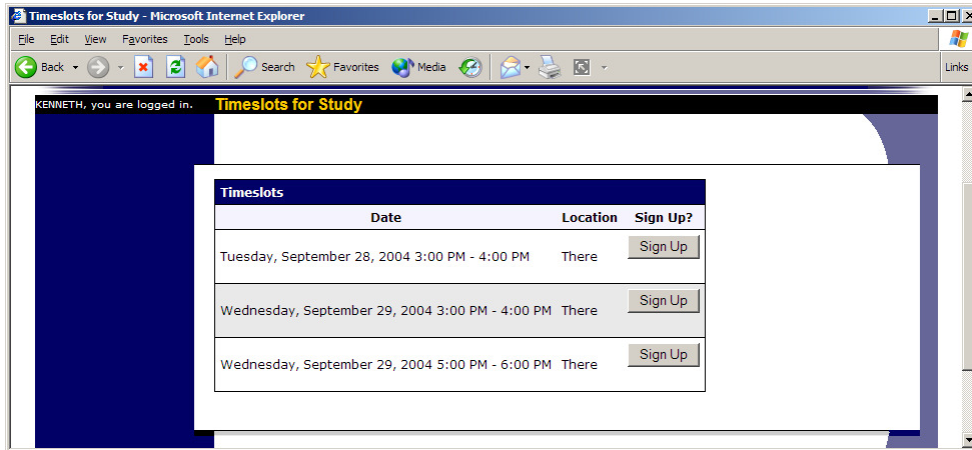 Timeslots for Study - Microsoft Internet Explorer
File Edit View Favorites Tools Help
Back Search Favorites Media Links
KENNETH, you are logged in. Timeslots for Study
Timeslots
Date Location Sign Up?
Tuesday, September 28, 2004 3:00 PM - 4:00 PM There Sign Up
Wednesday, September 29, 2004 3:00 PM - 4:00 PM There Sign Up
Wednesday, September 29, 2004 5:00 PM - 6:00 PM There Sign Up